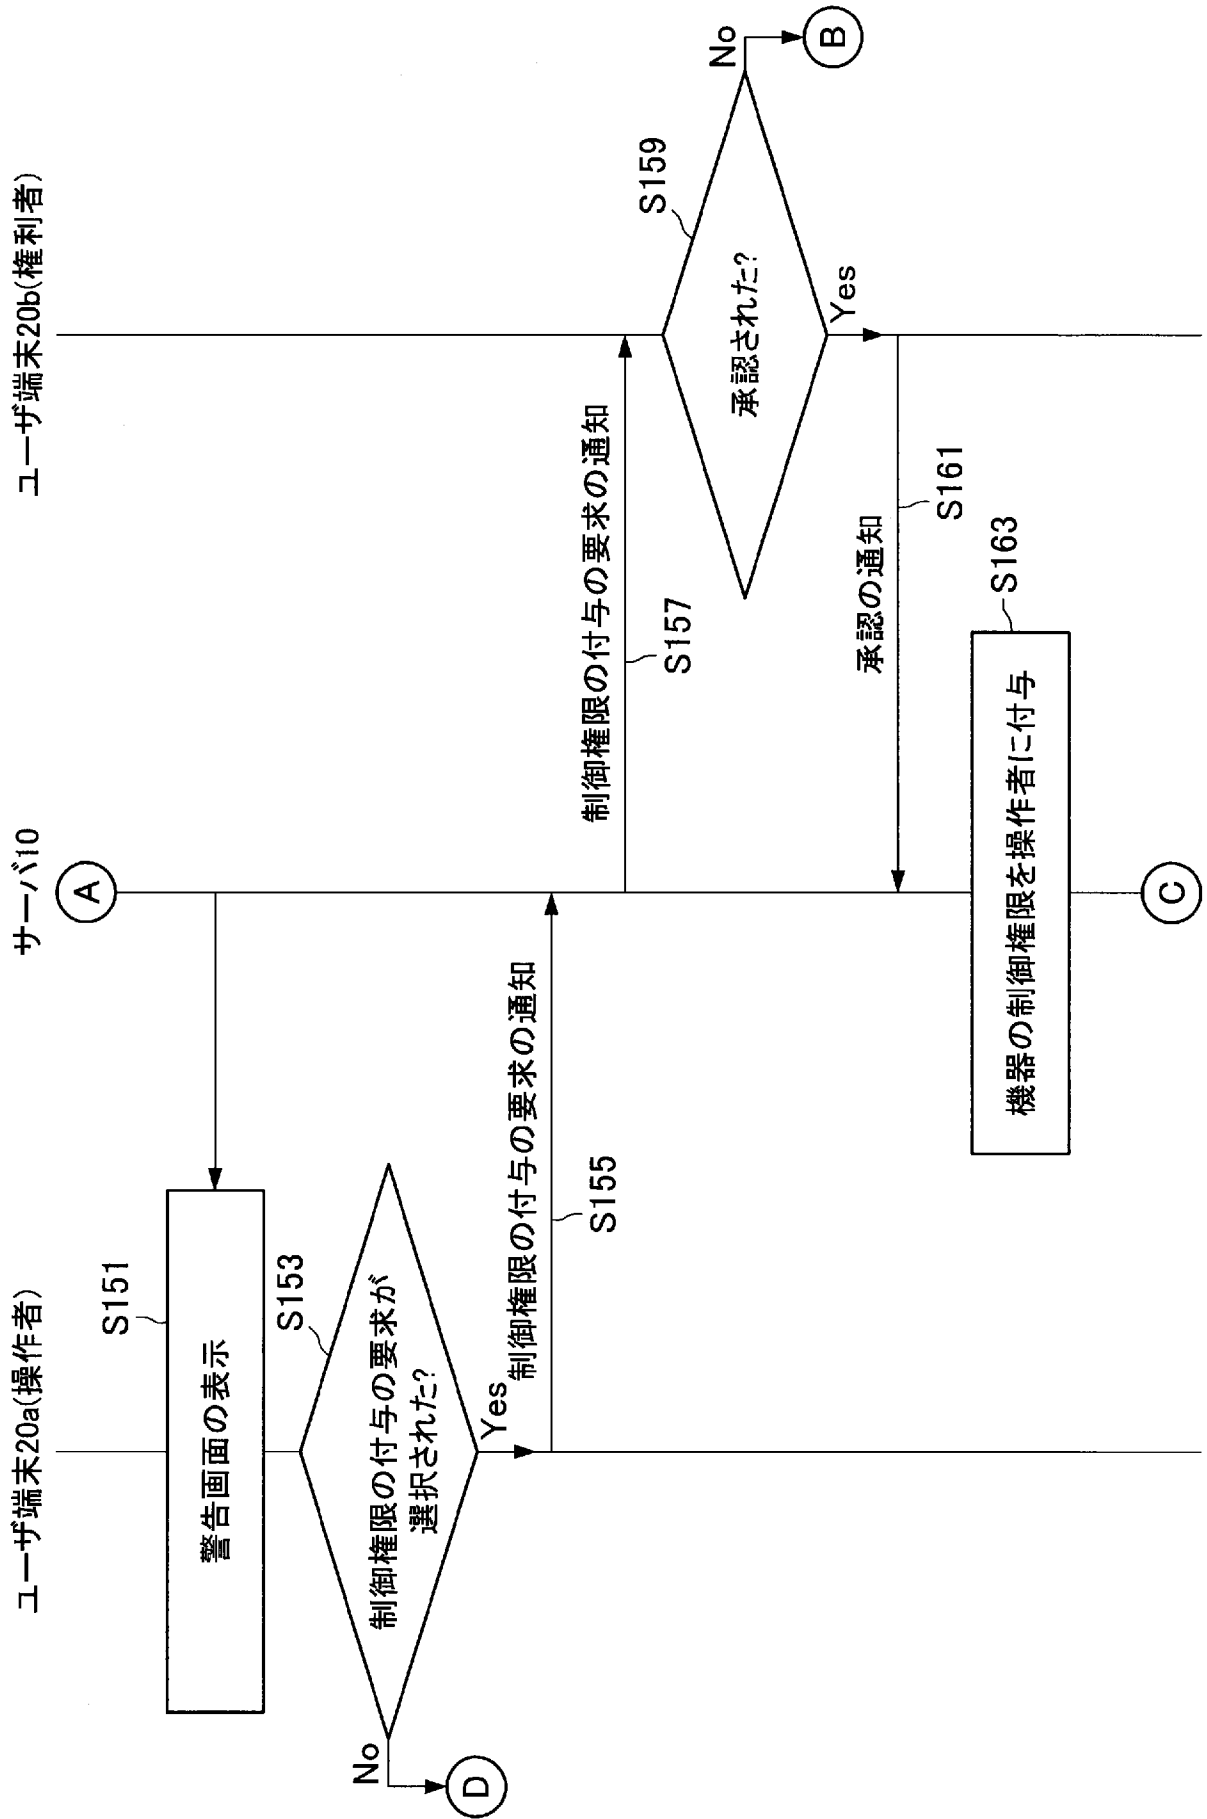 ユーザ端末20a(操作者)
サーバ10
ユーザ端末20b(権利者)
A
S151
警告画面の表示
S153
制御権限の付与の要求が
選択された?
No
D
Yes
制御権限の付与の要求の通知
S155
制御権限の付与の要求の通知
S157
S159
承認された?
No
B
Yes
承認の通知
S161
S163
機器の制御権限を操作者に付与
C